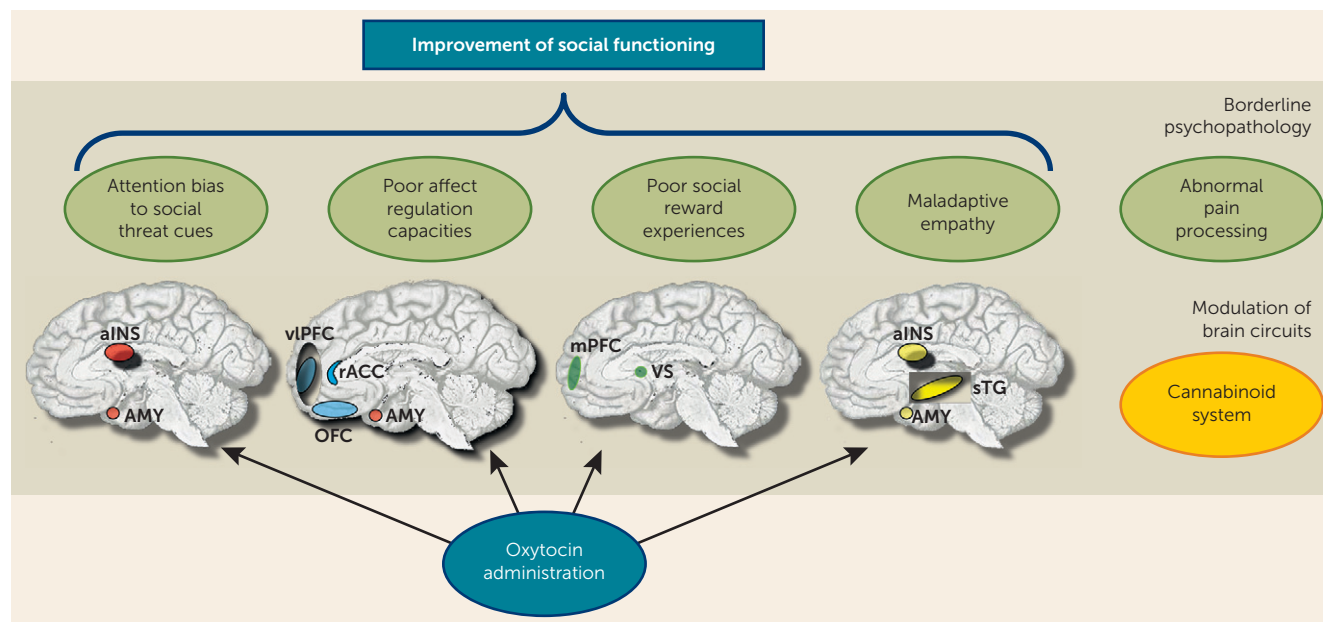 Improvement of social functioning
Borderline
psychopathology
Attention bias
to social
threat cues
Poor affect
regulation
capacities
Poor social
reward
experiences
Maladaptive
empathy
Abnormal
pain
processing
Modulation of
brain circuits
aINS
AMY
vlPFC
rACC
AMY
OFC
mPFC
VS
aINS
sTG
AMY
Cannabinoid
system
Oxytocin
administration